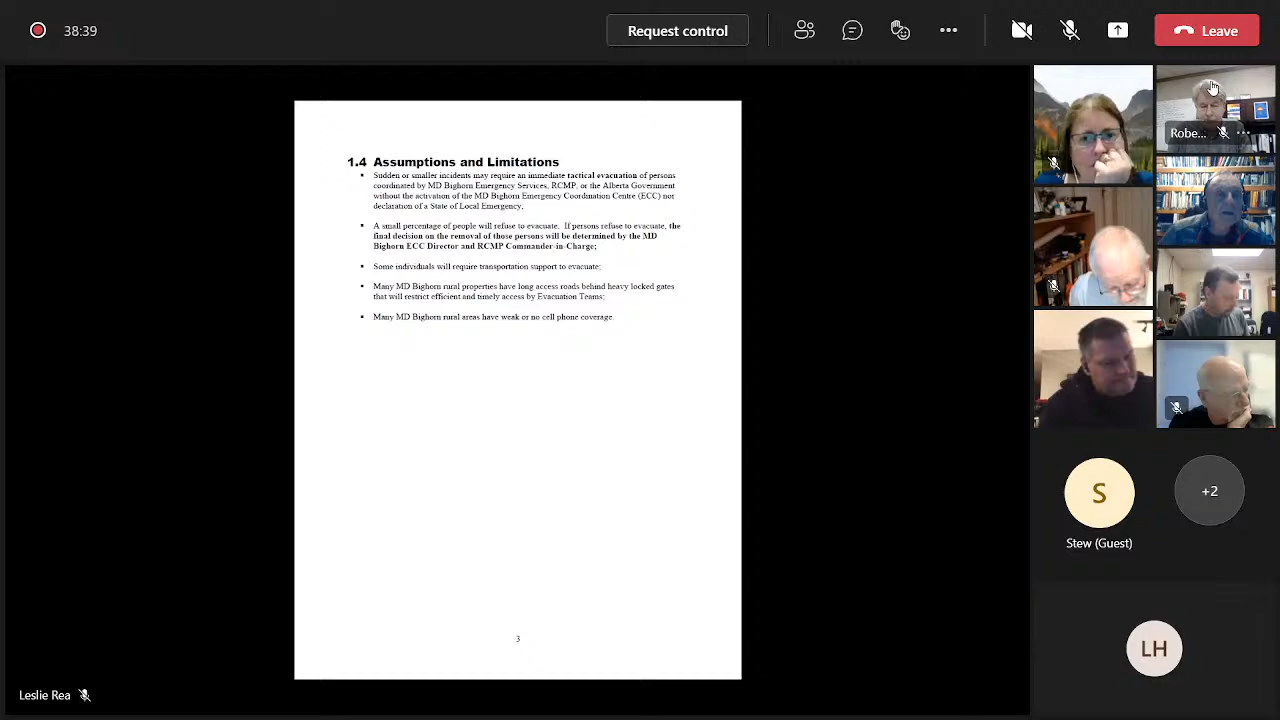 38:39
Request control
Leave
Robe...
1.4 Assumptions and Limitations
▪ Sudden or smaller incidents may require an immediate tactical evacuation of persons
coordinated by MD Bighorn Emergency Services, RCMP, or the Alberta Government
without the activation of the MD Bighorn Emergency Coordination Centre (ECC) nor
declaration of a State of Local Emergency,
▪ A small percentage of people will refuse to evacuate. If persons refuse to evacuate, the
final decision on the removal of those persons will be determined by the MD
Bighorn ECC Director and RCMP Commander-in-Charge;
▪ Some individuals will require transportation support to evacuate;
▪ Many MD Bighorn rural properties have long access roads behind heavy locked gates
that will restrict efficient and timely access by Evacuation Teams;
▪ Many MD Bighorn rural areas have weak or no cell phone coverage.
3
S
+2
Stew (Guest)
LH
Leslie Rea